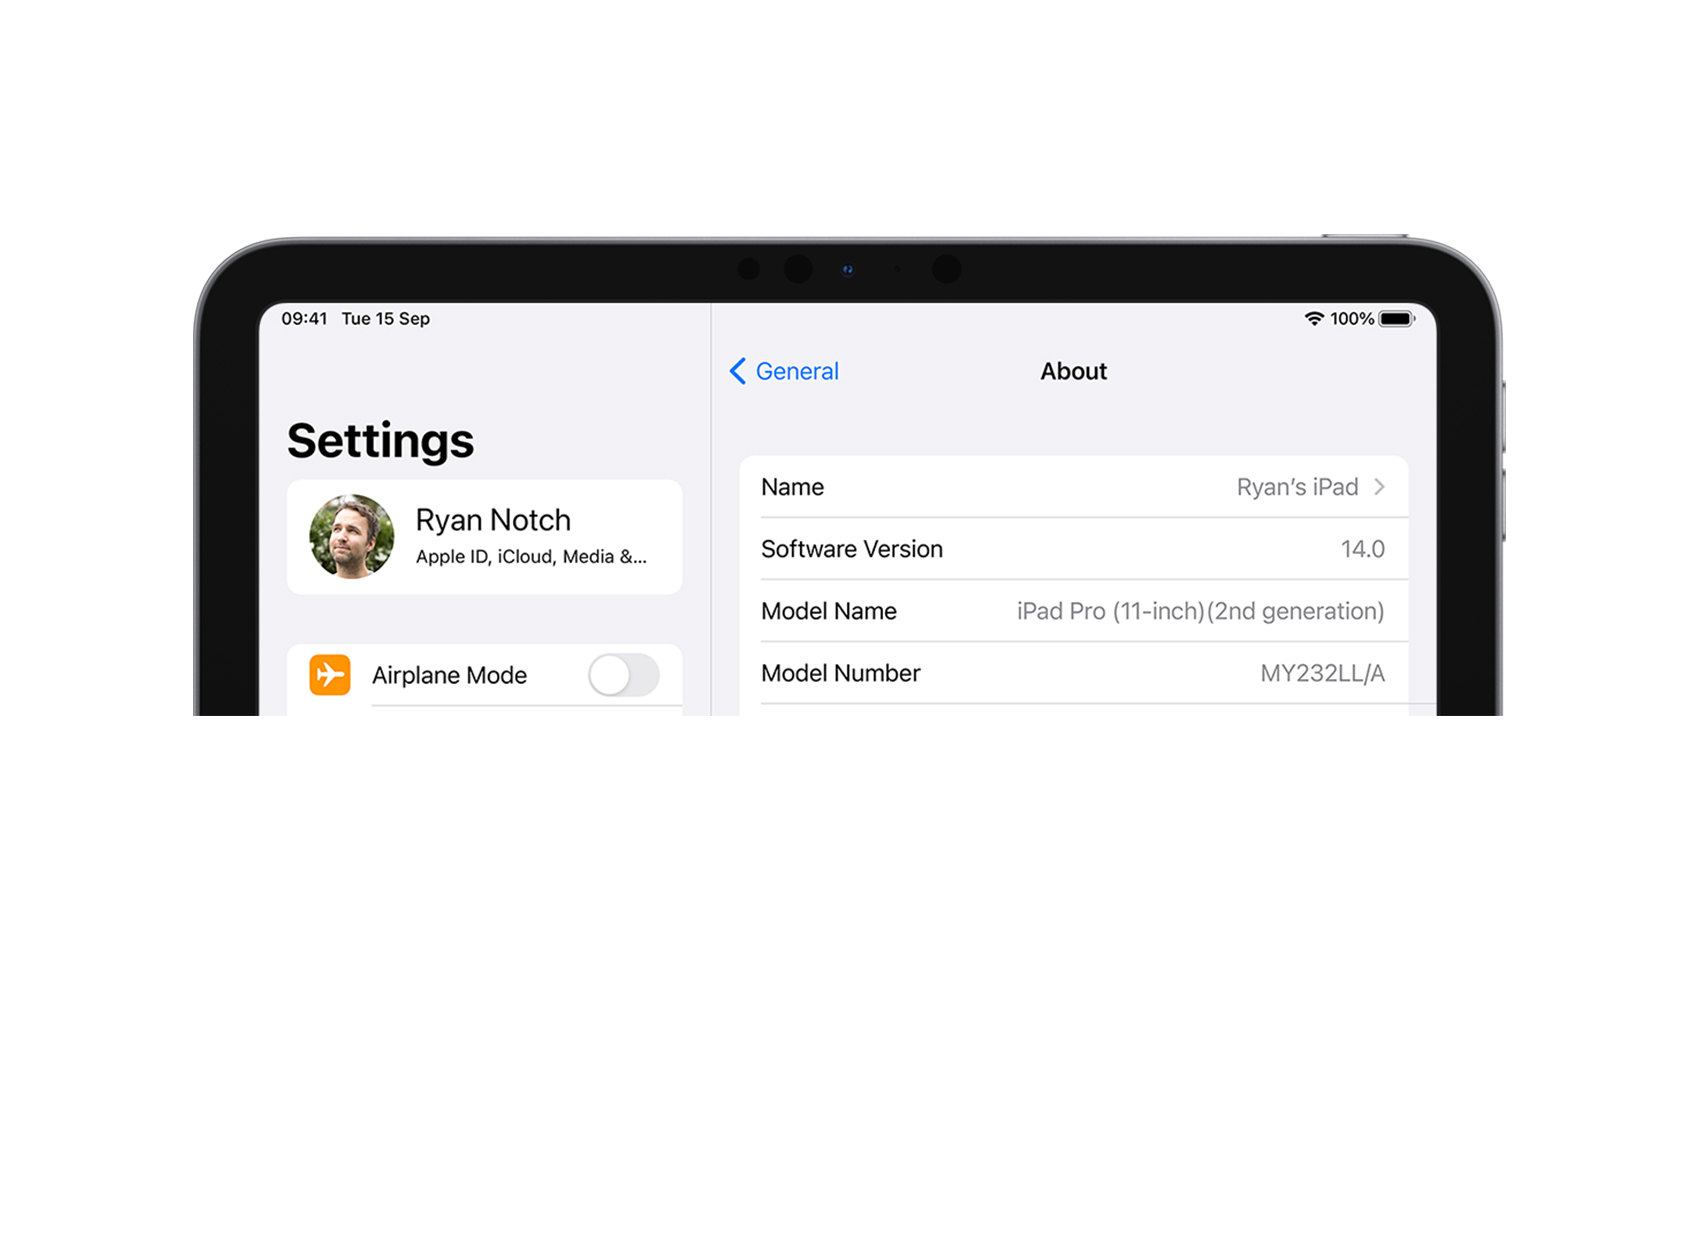 09:41 Tue 15 Sep
100%
Settings
Ryan Notch
Apple ID, iCloud, Media &...
Airplane Mode
General
About
Name Ryan’s iPad
Software Version 14.0
Model Name iPad Pro (11-inch)(2nd generation)
Model Number MY232LL/A